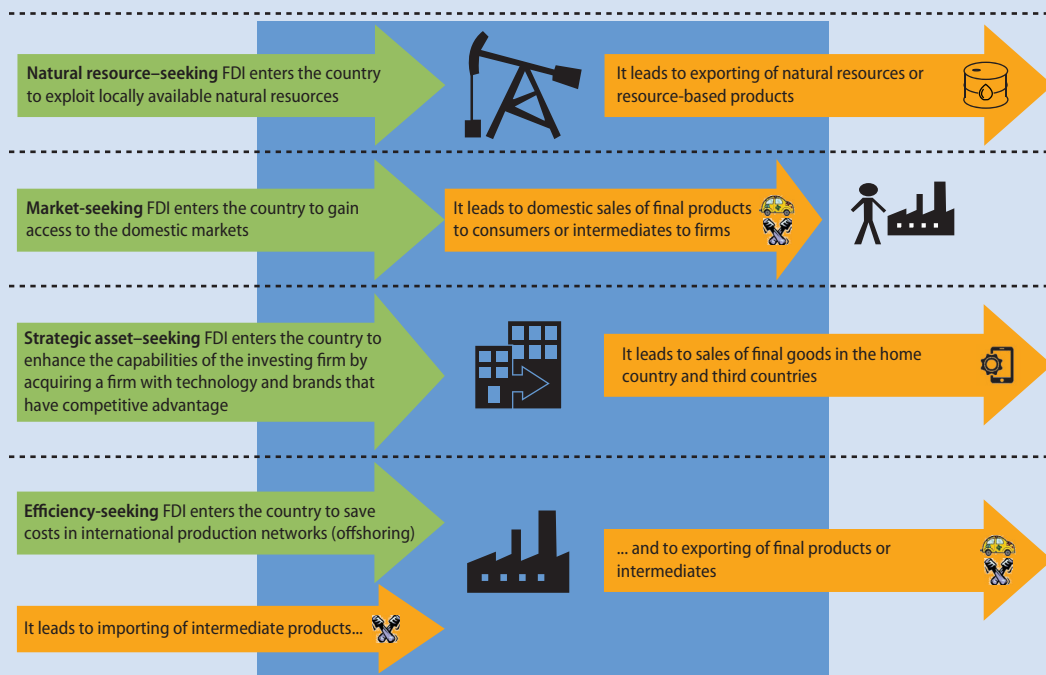 Natural resource–seeking FDI enters the country
to exploit locally available natural resuorces
It leads to exporting of natural resources or
resource-based products
Market-seeking FDI enters the country to gain
access to the domestic markets
It leads to domestic sales of final products
to consumers or intermediates to firms
Strategic asset–seeking FDI enters the country to
enhance the capabilities of the investing firm by
acquiring a firm with technology and brands that
have competitive advantage
It leads to sales of final goods in the home
country and third countries
Efficiency-seeking FDI enters the country to save
costs in international production networks (offshoring)
It leads to importing of intermediate products...
... and to exporting of final products or
intermediates